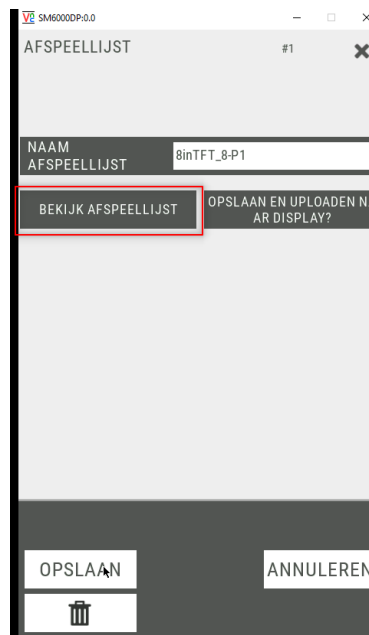 SM6000DP:0.0
AFSPEELLIJST #1
NAAM
AFSPEELLIJST
8inTFT_8-P1
BEKIJK AFSPEELLIJST
OPSLAAN EN UPLOADEN N
AR DISPLAY?
OPSLAAN
ANNULEREN